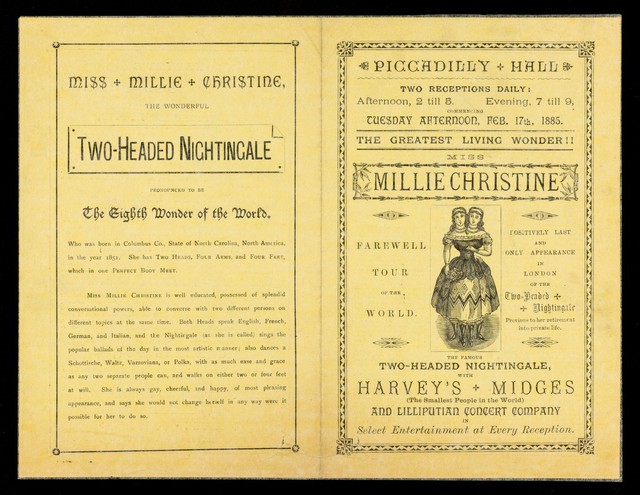 MISS + MILLIE + CHRISTINE,
THE WONDERFUL
TWO-HEADED NIGHTINGALE
PRONOUNCED TO BE
The Eighth Wonder of the World.
Who was born in Columbus Co., State of North Carolina, North America,
in the year 1851. She has TWO HEADS, FOUR ARMS, and FOUR FEET,
which in one PERFECT BODY MEET.
MISS MILLIE CHRISTINE is well educated, possessed of splendid
conversational powers, able to converse with two different persons on
different topics at the same time. Both Heads speak English, French,
German, and Italian, and the Nightingale (as she is called) sings the
popular ballads of the day in the most artistic manner; also dances a
Schottische, Waltz, Varsovians, or Polka, with as much ease and grace
as any two separate people can, and walks on either two or four feet
at will. She is always gay, cheerful, and happy, of most pleasing
appearance, and says she would not change herself in any way were it
possible for her to do so.
PICCADILLY + HALL
TWO RECEPTIONS DAILY:
Afternoon, 2 till 5. Evening, 7 till 9,
COMMENCING
TUESDAY AFTERNOON, FEB. 17th, 1885.
THE GREATEST LIVING WONDER!!
MISS
MILLIE CHRISTINE
FAREWELL
TOUR
OF THE
WORLD.
POSITIVELY LAST
AND
ONLY APPEARANCE
IN
LONDON
OF THE
Two-Headed +
+ Nightingale
Previous to her retirement
into private life.
THE FAMOUS
TWO-HEADED NIGHTINGALE,
WITH
HARVEY'S + MIDGES
(The Smallest People in the World)
AND LILLIPUTIAN CONCERT COMPANY
IN
Select Entertainment at Every Reception.